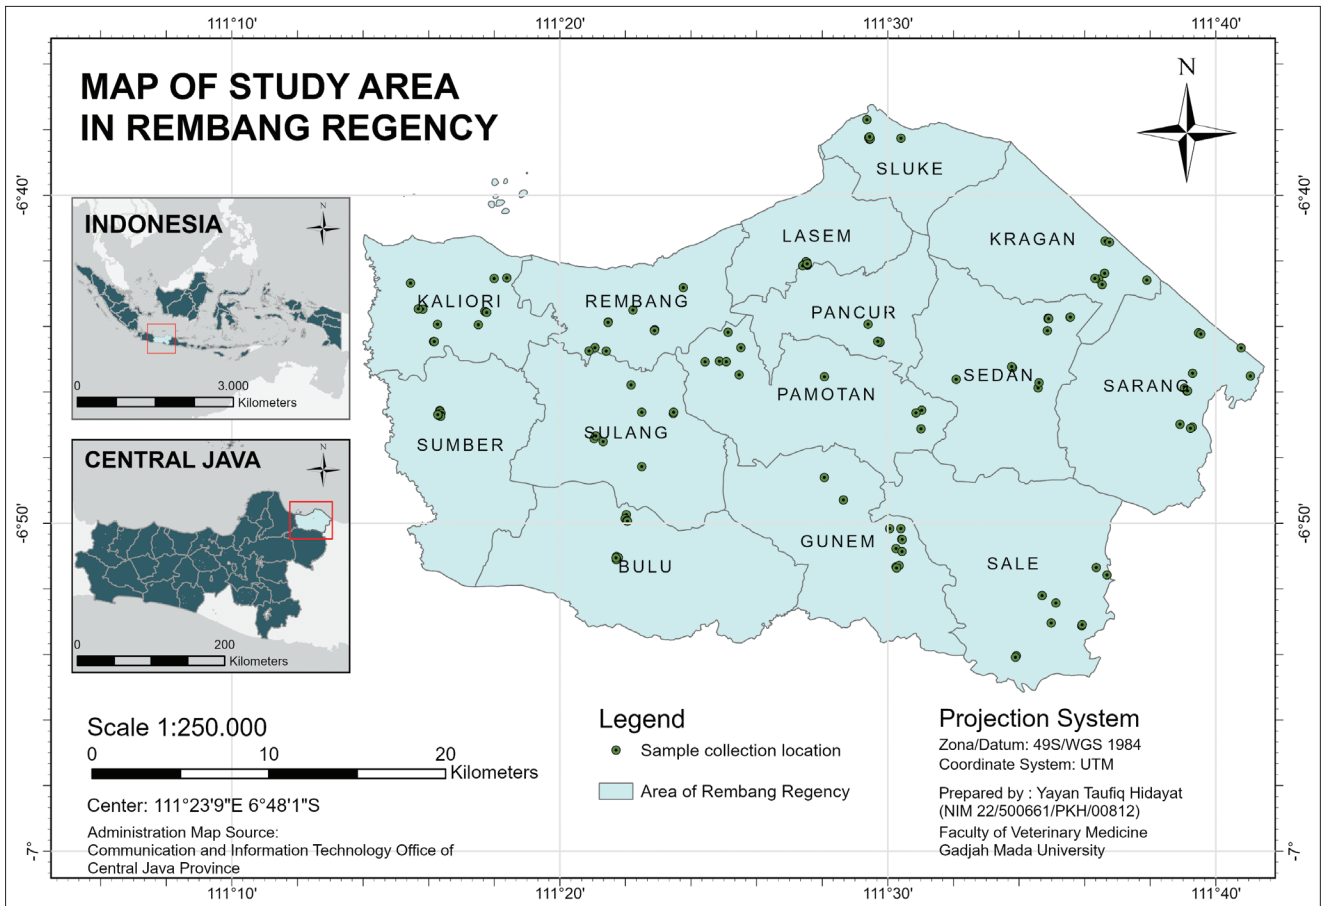 111°10'
111°20'
111°30'
111°40'
MAP OF STUDY AREA
IN REMBANG REGENCY
N
SLUKE
-6°40'
-6°40'
INDONESIA
N
LASEM
KRAGAN
KALIORI
REMBANG
PANCUR
0
3.000
Kilometers
SEDAN
SARANG
PAMOTAN
SULANG
SUMBER
CENTRAL JAVA
N
-6°50'
-6°50'
GUNEM
BULU
SALE
0
200
Kilometers
Scale 1:250.000
0
10
20
Kilometers
Center: 111°23'9"E 6°48'1"S
Administration Map Source:
Communication and Information Technology Office of
Central Java Province
Legend
Sample collection location
Area of Rembang Regency
Projection System
Zona/Datum: 49S/WGS 1984
Coordinate System: UTM
Prepared by : Yayan Taufiq Hidayat
(NIM 22/500661/PKH/00812)
Faculty of Veterinary Medicine
Gadjah Mada University
-7°
-7°
111°10'
111°20'
111°30'
111°40'